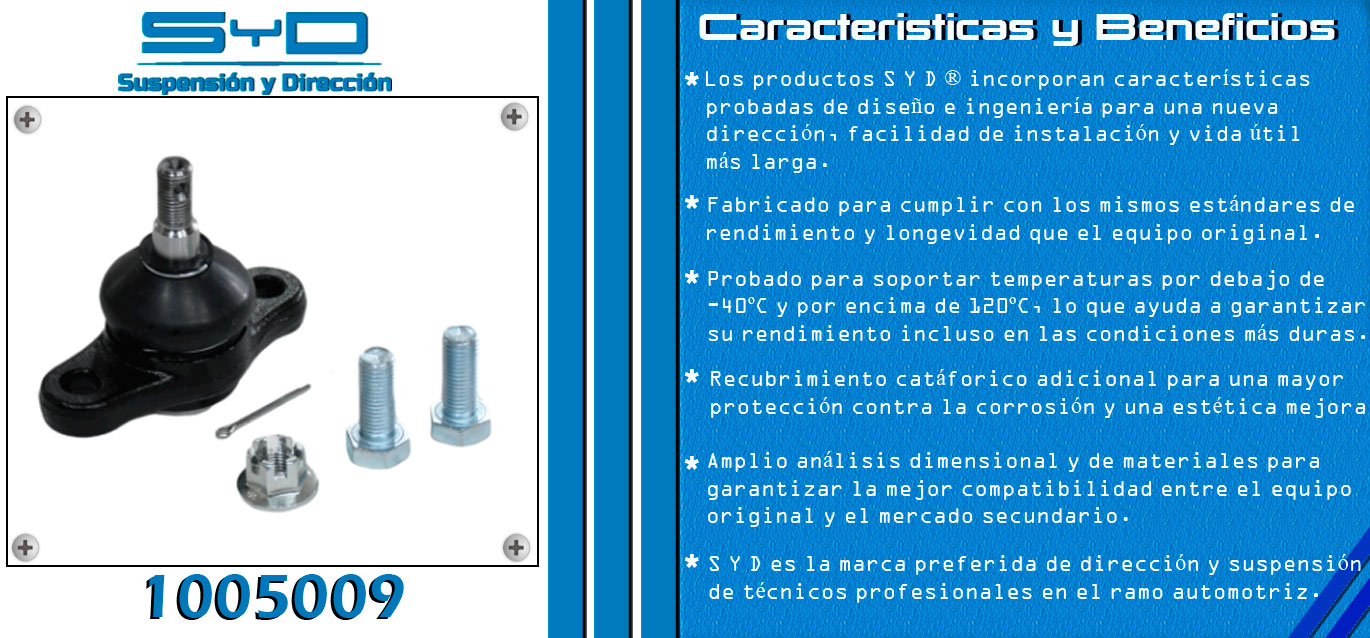 SYD
Suspensión y Dirección
1005009
Caracteristicas y Beneficios
* Los productos S Y D ® incorporan características
probadas de diseño e ingeniería para una nueva
dirección, facilidad de instalación y vida útil
más larga.
* Fabricado para cumplir con los mismos estándares de
rendimiento y longevidad que el equipo original.
* Probado para soportar temperaturas por debajo de
-40°C y por encima de 120°C, lo que ayuda a garantizar
su rendimiento incluso en las condiciones más duras.
* Recubrimiento catáforico adicional para una mayor
protección contra la corrosión y una estética mejora
* Amplio análisis dimensional y de materiales para
garantizar la mejor compatibilidad entre el equipo
original y el mercado secundario.
* S Y D es la marca preferida de dirección y suspensión
de técnicos profesionales en el ramo automotriz.